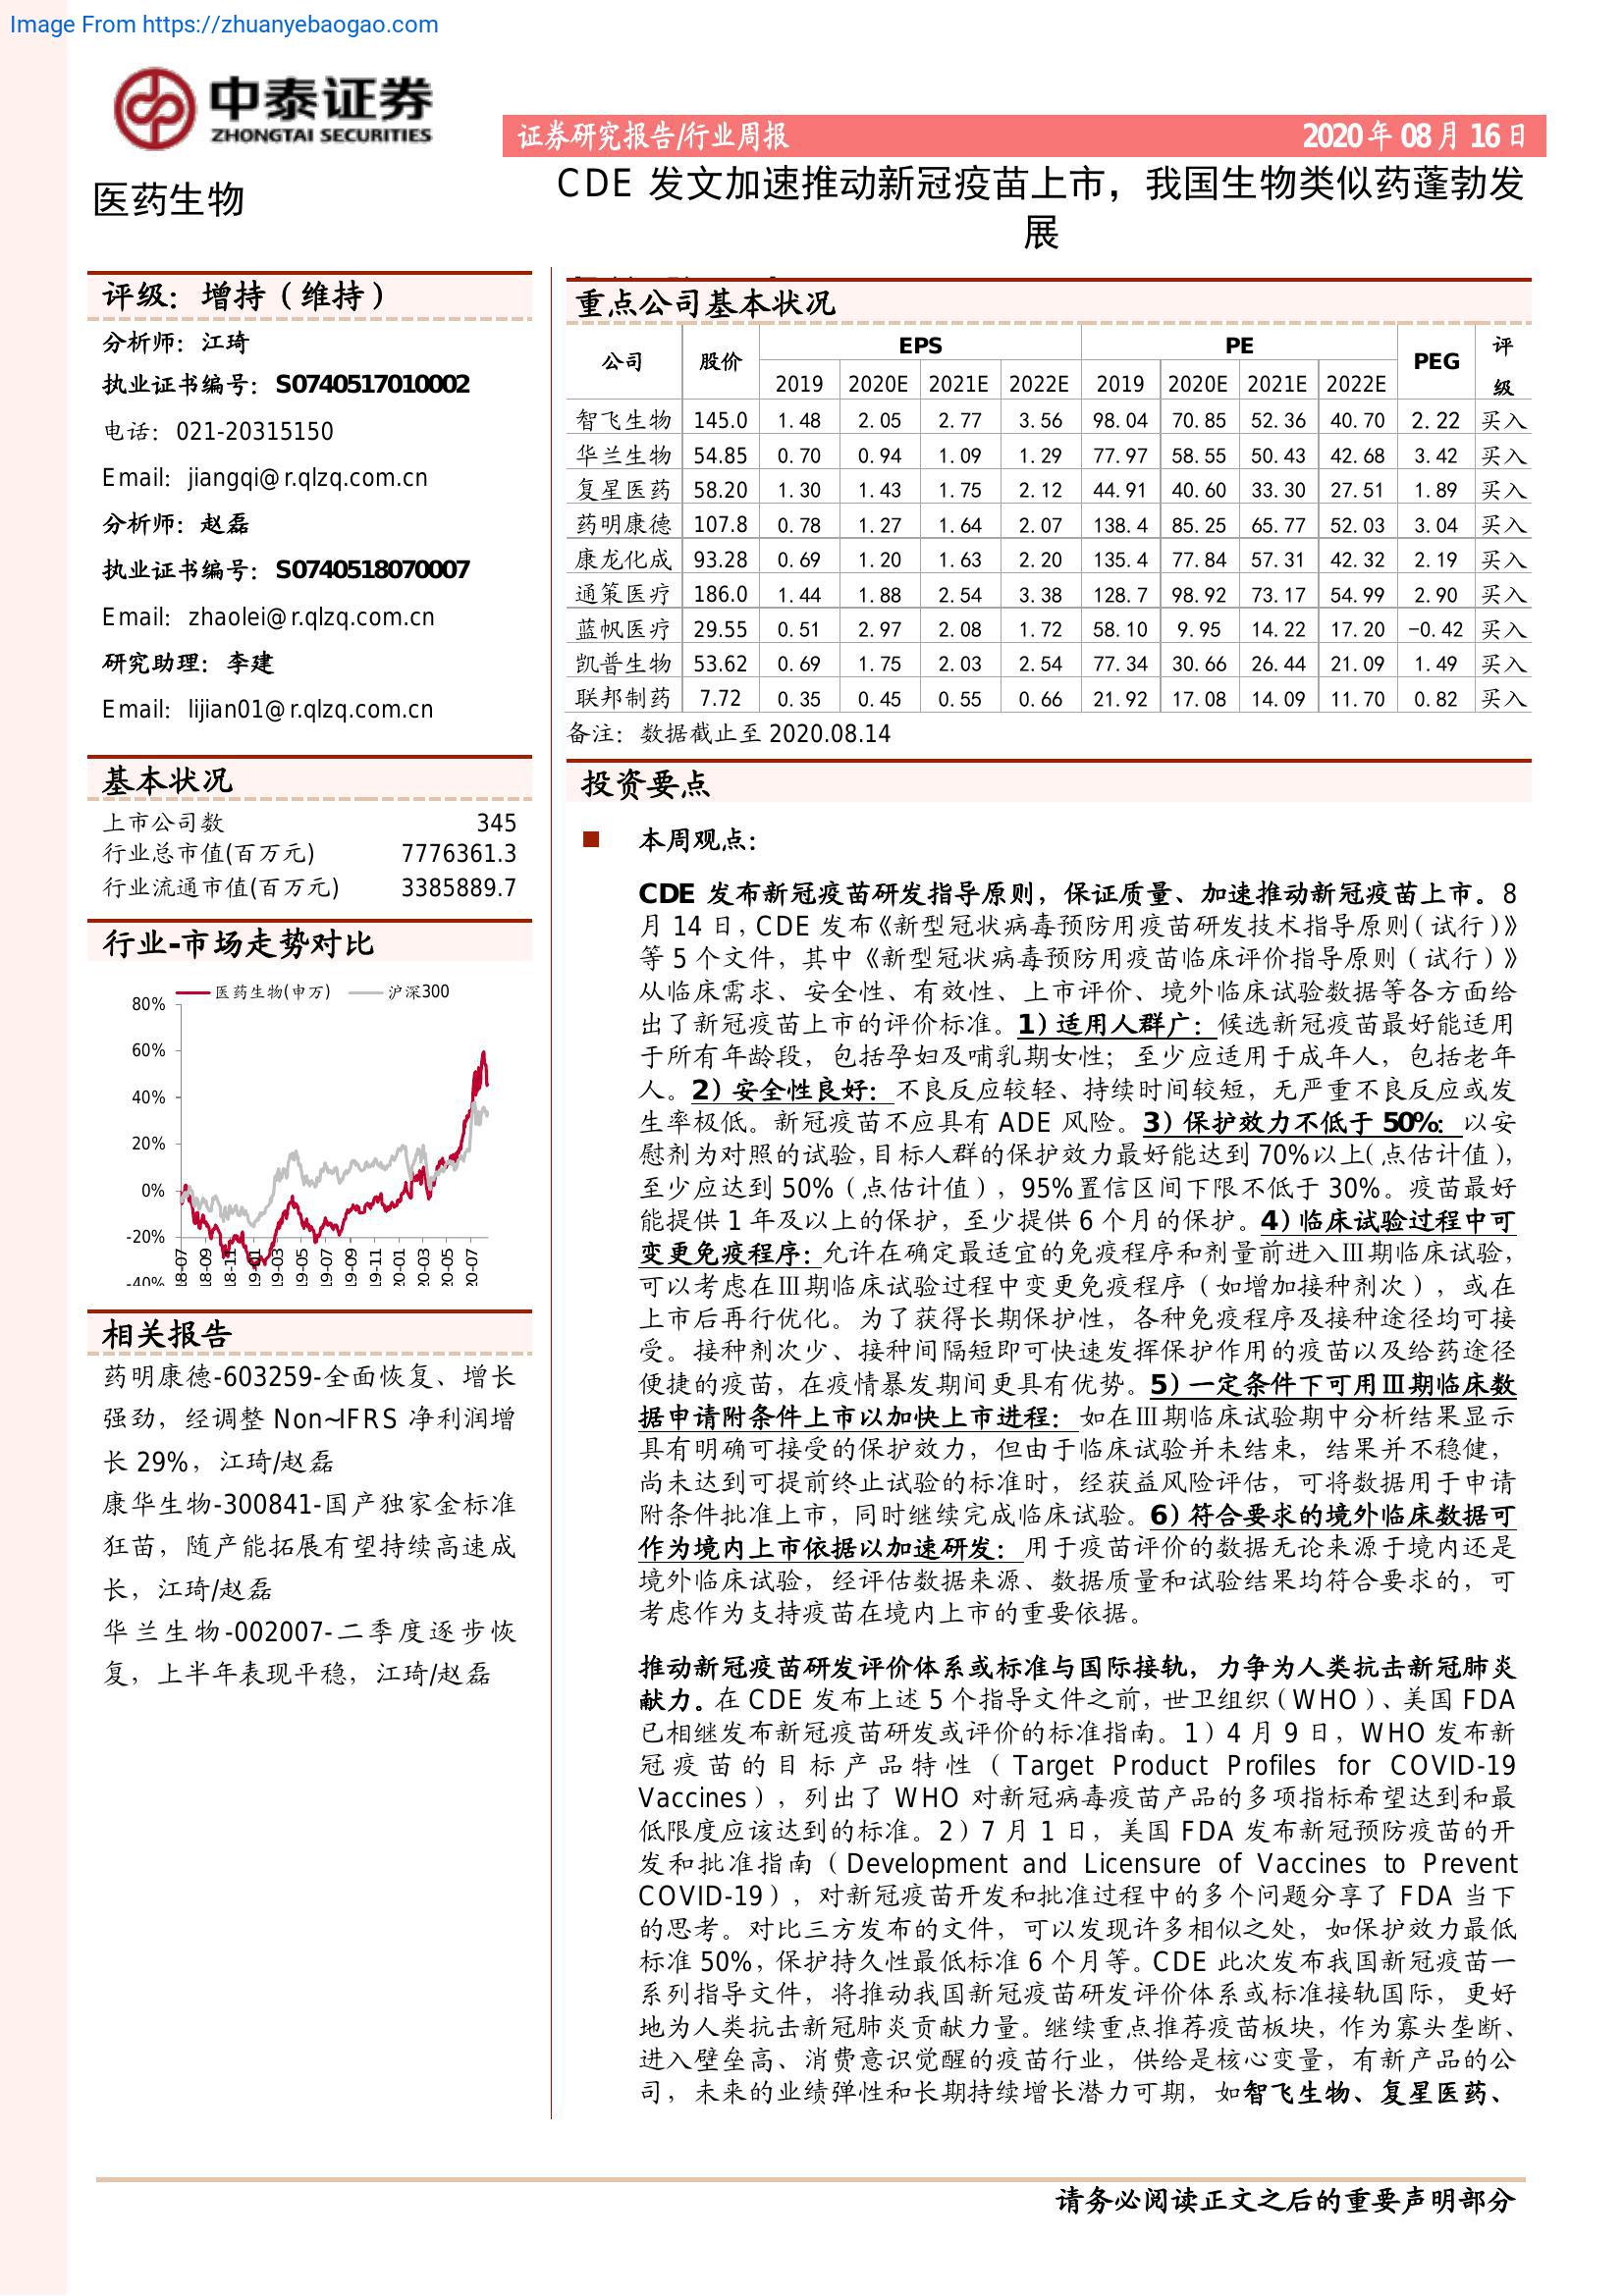 Image From https://zhuanyebaogao.com
中泰证券
ZHONGTAI SECURITIES
证券研究报告/行业周报 2020年08月16日
医药生物
CDE 发文加速推动新冠疫苗上市，我国生物类似药蓬勃发
展
评级：增持（维持）
分析师：江琦
执业证书编号：S0740517010002
电话：021-20315150
Email：jiangqi@r.qlzq.com.cn
分析师：赵磊
执业证书编号：S0740518070007
Email：zhaolei@r.qlzq.com.cn
研究助理：李建
Email：lijian01@r.qlzq.com.cn
基本状况
上市公司数 345
行业总市值(百万元) 7776361.3
行业流通市值(百万元) 3385889.7
行业-市场走势对比
医药生物(申万) 沪深300
80%
60%
40%
20%
0%
-20%
-40%
18-07 18-09 18-11 19-01 19-03 19-05 19-07 19-09 19-11 20-01 20-03 20-05 20-07
相关报告
药明康德-603259-全面恢复、增长
强劲，经调整 Non~IFRS 净利润增
长 29%，江琦/赵磊
康华生物-300841-国产独家金标准
狂苗，随产能拓展有望持续高速成
长，江琦/赵磊
华兰生物-002007-二季度逐步恢
复，上半年表现平稳，江琦/赵磊
重点公司基本状况
公司 股价 EPS PE PEG 评级
2019 2020E 2021E 2022E 2019 2020E 2021E 2022E
智飞生物 145.0 1.48 2.05 2.77 3.56 98.04 70.85 52.36 40.70 2.22 买入
华兰生物 54.85 0.70 0.94 1.09 1.29 77.97 58.55 50.43 42.68 3.42 买入
复星医药 58.20 1.30 1.43 1.75 2.12 44.91 40.60 33.30 27.51 1.89 买入
药明康德 107.8 0.78 1.27 1.64 2.07 138.4 85.25 65.77 52.03 3.04 买入
康龙化成 93.28 0.69 1.20 1.63 2.20 135.4 77.84 57.31 42.32 2.19 买入
通策医疗 186.0 1.44 1.88 2.54 3.38 128.7 98.92 73.17 54.99 2.90 买入
蓝帆医疗 29.55 0.51 2.97 2.08 1.72 58.10 9.95 14.22 17.20 -0.42 买入
凯普生物 53.62 0.69 1.75 2.03 2.54 77.34 30.66 26.44 21.09 1.49 买入
联邦制药 7.72 0.35 0.45 0.55 0.66 21.92 17.08 14.09 11.70 0.82 买入
备注：数据截止至 2020.08.14
投资要点
本周观点：
CDE 发布新冠疫苗研发指导原则，保证质量、加速推动新冠疫苗上市。8
月 14 日，CDE 发布《新型冠状病毒预防用疫苗研发技术指导原则（试行）》
等 5 个文件，其中《新型冠状病毒预防用疫苗临床评价指导原则（试行）》
从临床需求、安全性、有效性、上市评价、境外临床试验数据等各方面给
出了新冠疫苗上市的评价标准。1）适用人群广：候选新冠疫苗最好能适用
于所有年龄段，包括孕妇及哺乳期女性；至少应适用于成年人，包括老年
人。2）安全性良好：不良反应较轻、持续时间较短，无严重不良反应或发
生率极低。新冠疫苗不应具有 ADE 风险。3）保护效力不低于 50%：以安
慰剂为对照的试验，目标人群的保护效力最好能达到 70%以上（点估计值），
至少应达到 50%（点估计值），95%置信区间下限不低于 30%。疫苗最好
能提供 1 年及以上的保护，至少提供 6 个月的保护。4）临床试验过程中可
变更免疫程序：允许在确定最适宜的免疫程序和剂量前进入Ⅲ期临床试验，
可以考虑在Ⅲ期临床试验过程中变更免疫程序（如增加接种剂次），或在
上市后再行优化。为了获得长期保护性，各种免疫程序及接种途径均可接
受。接种剂次少、接种间隔短即可快速发挥保护作用的疫苗以及给药途径
便捷的疫苗，在疫情暴发期间更具有优势。5）一定条件下可用Ⅲ期临床数
据申请附条件上市以加快上市进程：如在Ⅲ期临床试验期中分析结果显示
具有明确可接受的保护效力，但由于临床试验并未结束，结果并不稳健，
尚未达到可提前终止试验的标准时，经获益风险评估，可将数据用于申请
附条件批准上市，同时继续完成临床试验。6）符合要求的境外临床数据可
作为境内上市依据以加速研发：用于疫苗评价的数据无论来源于境内还是
境外临床试验，经评估数据来源、数据质量和试验结果均符合要求的，可
考虑作为支持疫苗在境内上市的重要依据。
推动新冠疫苗研发评价体系或标准与国际接轨，力争为人类抗击新冠肺炎
献力。在 CDE 发布上述 5 个指导文件之前，世卫组织（WHO）、美国 FDA
已相继发布新冠疫苗研发或评价的标准指南。1）4 月 9 日，WHO 发布新
冠疫苗的目标产品特性（Target Product Profiles for COVID-19
Vaccines），列出了 WHO 对新冠病毒疫苗产品的多项指标希望达到和最
低限度应该达到的标准。2）7 月 1 日，美国 FDA 发布新冠预防疫苗的开
发和批准指南（Development and Licensure of Vaccines to Prevent
COVID-19），对新冠疫苗开发和批准过程中的多个问题分享了 FDA 当下
的思考。对比三方发布的文件，可以发现许多相似之处，如保护效力最低
标准 50%，保护持久性最低标准 6 个月等。CDE 此次发布我国新冠疫苗一
系列指导文件，将推动我国新冠疫苗研发评价体系或标准接轨国际，更好
地为人类抗击新冠肺炎贡献力量。继续重点推荐疫苗板块，作为寡头垄断、
进入壁垒高、消费意识觉醒的疫苗行业，供给是核心变量，有新产品的公
司，未来的业绩弹性和长期持续增长潜力可期，如智飞生物、复星医药、
请务必阅读正文之后的重要声明部分